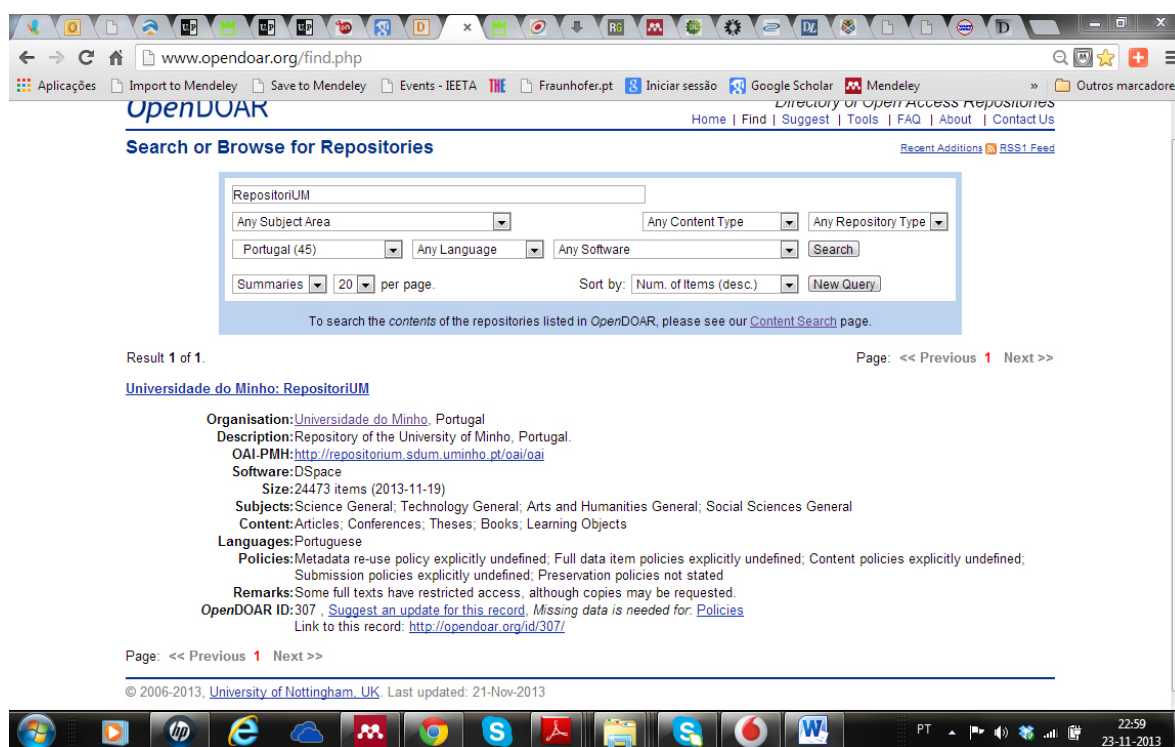 www.opendoar.org/find.php
Aplicações Import to Mendeley Save to Mendeley Events - IEETA THE Fraunhofer.pt Iniciar sessão Google Scholar Mendeley » Outros marcadore
OpenDOAR Directory of Open Access Repositories
Home | Find | Suggest | Tools | FAQ | About | Contact Us
Search or Browse for Repositories Recent Additions RSS1 Feed
RepositoriUM
Any Subject Area Any Content Type Any Repository Type
Portugal (45) Any Language Any Software Search
Summaries 20 per page. Sort by: Num. of Items (desc.) New Query
To search the contents of the repositories listed in OpenDOAR, please see our Content Search page.
Result 1 of 1. Page: << Previous 1 Next >>
Universidade do Minho: RepositoriUM
Organisation: Universidade do Minho, Portugal
Description: Repository of the University of Minho, Portugal.
OAI-PMH: http://repositorium.sdum.uminho.pt/oai/oai
Software: DSpace
Size: 24473 items (2013-11-19)
Subjects: Science General; Technology General; Arts and Humanities General; Social Sciences General
Content: Articles; Conferences; Theses; Books; Learning Objects
Languages: Portuguese
Policies: Metadata re-use policy explicitly undefined; Full data item policies explicitly undefined; Content policies explicitly undefined;
Submission policies explicitly undefined; Preservation policies not stated
Remarks: Some full texts have restricted access, although copies may be requested.
OpenDOAR ID: 307 , Suggest an update for this record, Missing data is needed for: Policies
Link to this record: http://opendoar.org/id/307/
Page: << Previous 1 Next >>
© 2006-2013, University of Nottingham, UK. Last updated: 21-Nov-2013
PT 22:59
23-11-2013